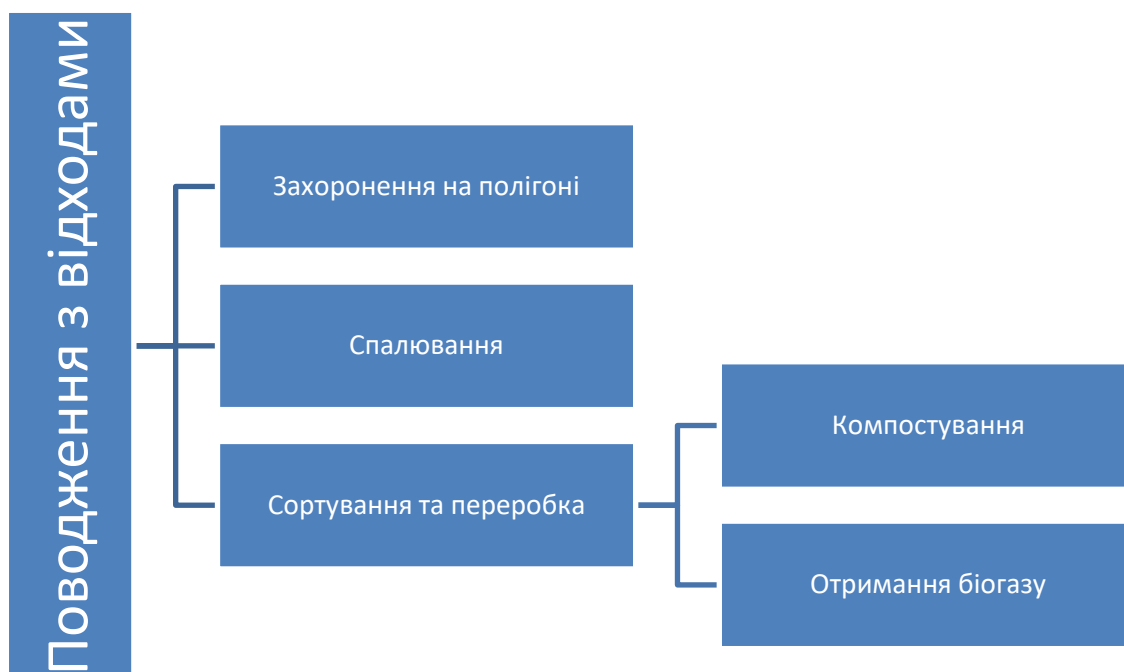 Поводження з відходами
Захоронення на полігоні
Спалювання
Сортування та переробка
Компостування
Отримання біогазу